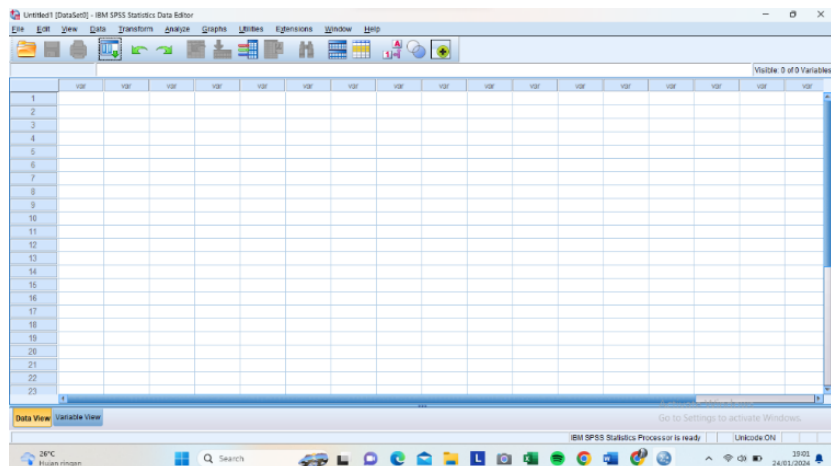 Untitled1 [DataSet0] - IBM SPSS Statistics Data Editor
File Edit View Data Transform Analyze Graphs Utilities Extensions Window Help
Visible: 0 of 0 Variables
var var var var var var var var var var var var var var var var
1
2
3
4
5
6
7
8
9
10
11
12
13
14
15
16
17
18
19
20
21
22
23
Data View Variable View
Go to Settings to activate Windows.
IBM SPSS Statistics Processor is ready Unicode ON
26°C
Hujan ringan
Search
19:01
24/01/2024